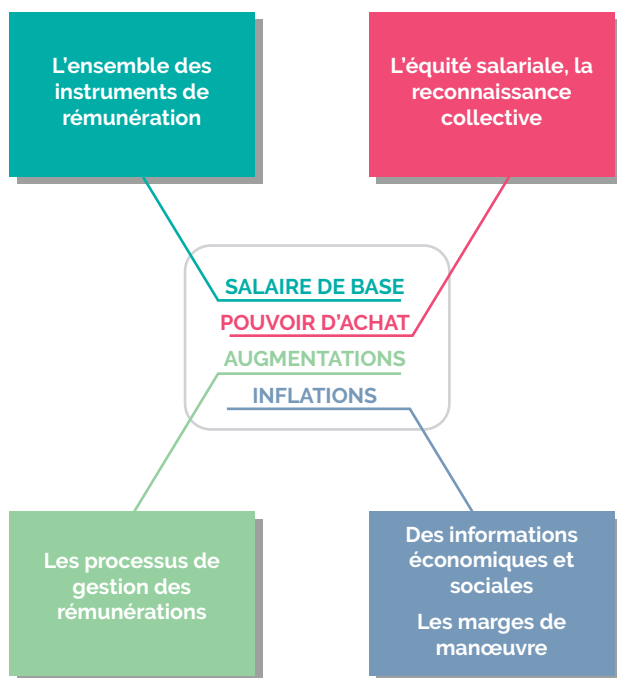 L'ensemble des
instruments de
rémunération
L'équité salariale, la
reconnaissance
collective
SALAIRE DE BASE
POUVOIR D'ACHAT
AUGMENTATIONS
INFLATIONS
Les processus de
gestion des
rémunérations
Des informations
économiques et
sociales
Les marges de
manœuvre